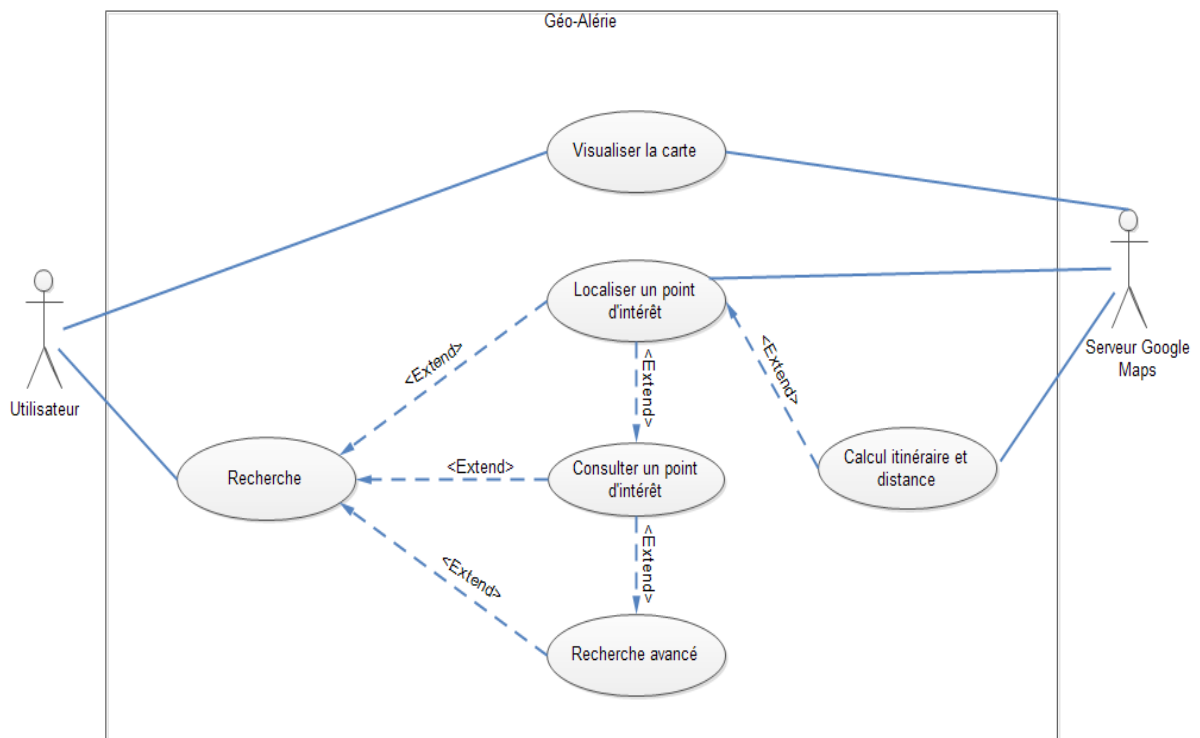 Géo-Alérie
Visualiser la carte
Localiser un point
d'intérêt
<Extend>
<Extend>
<Extend>
Serveur Google
Maps
Utilisateur
Recherche
<Extend>
Consulter un point
d'intérêt
Calcul itinéraire et
distance
<Extend>
<Extend>
Recherche avancé